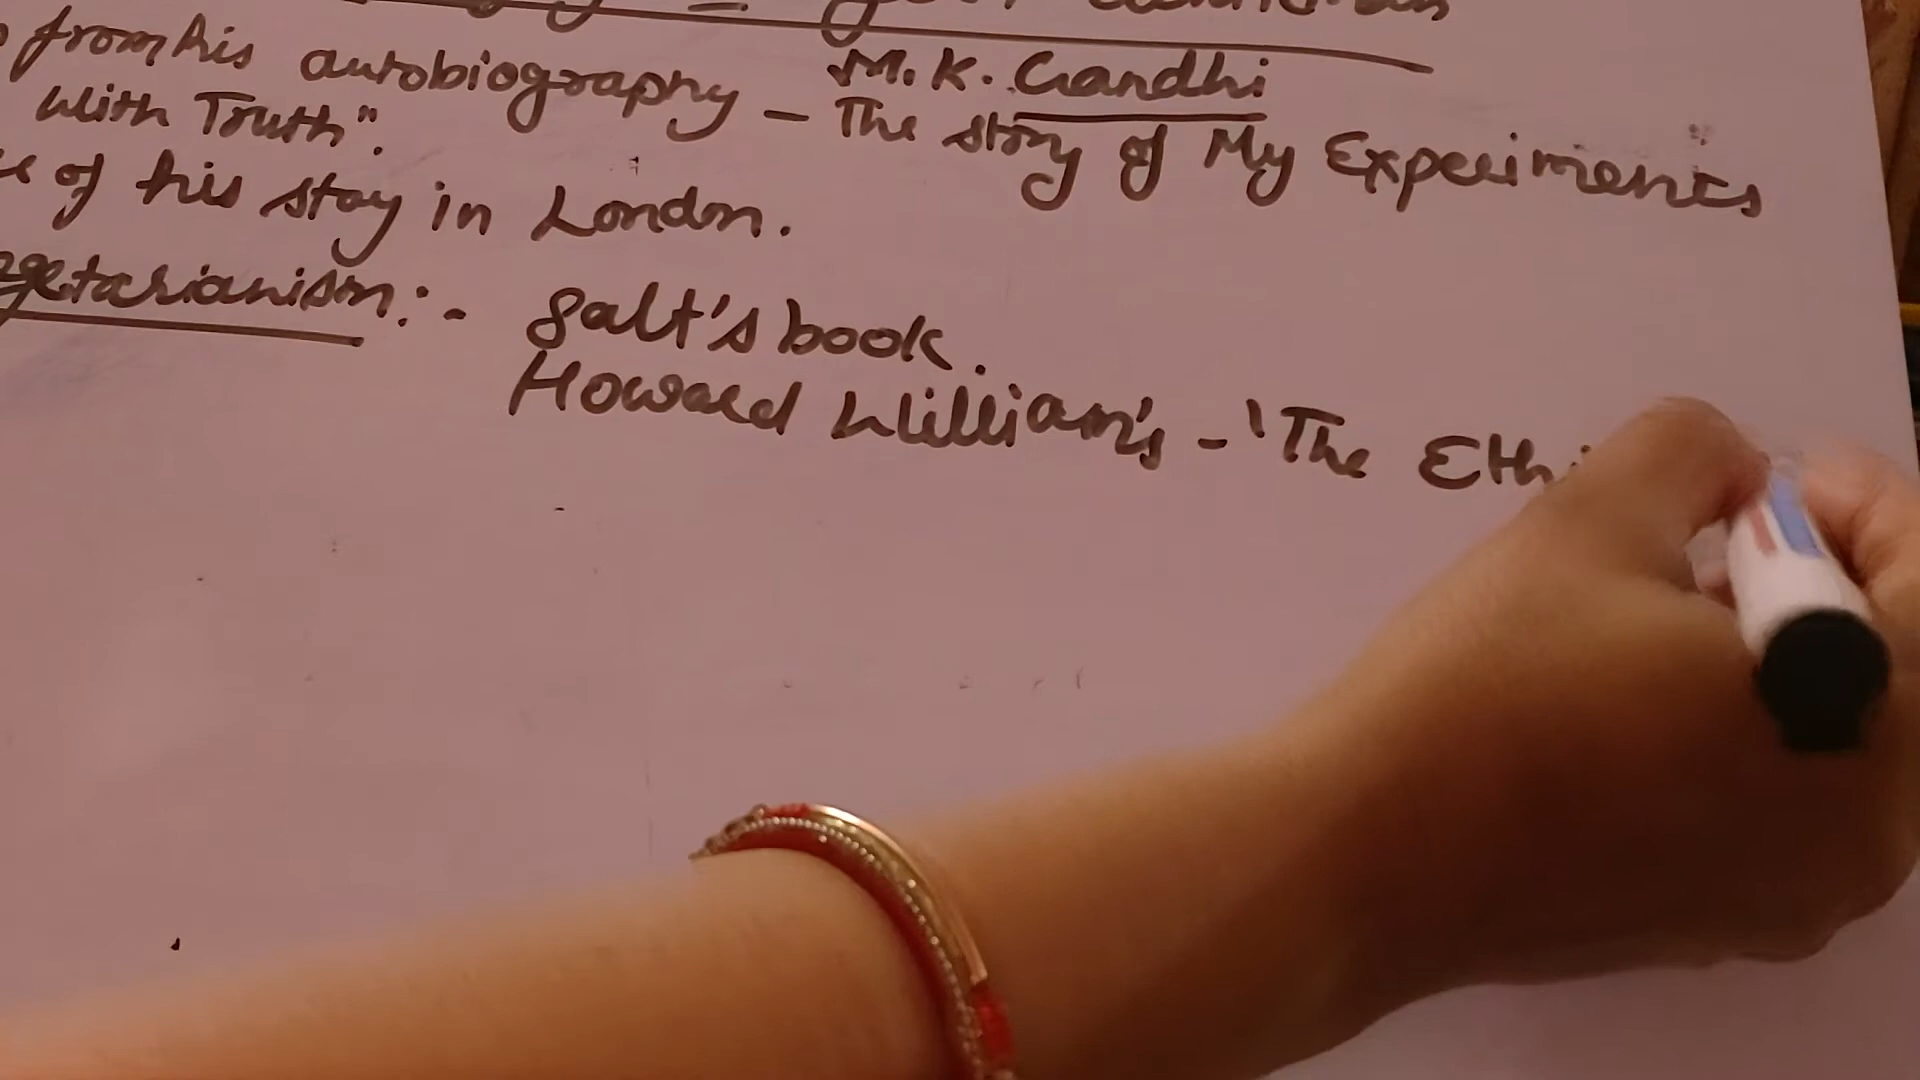 M.K. Gandhi
from his autobiography - The story of My Experiments
With Truth".
of his stay in London.
getarianism:- Salt's book.
Howard William's - 'The Ethi